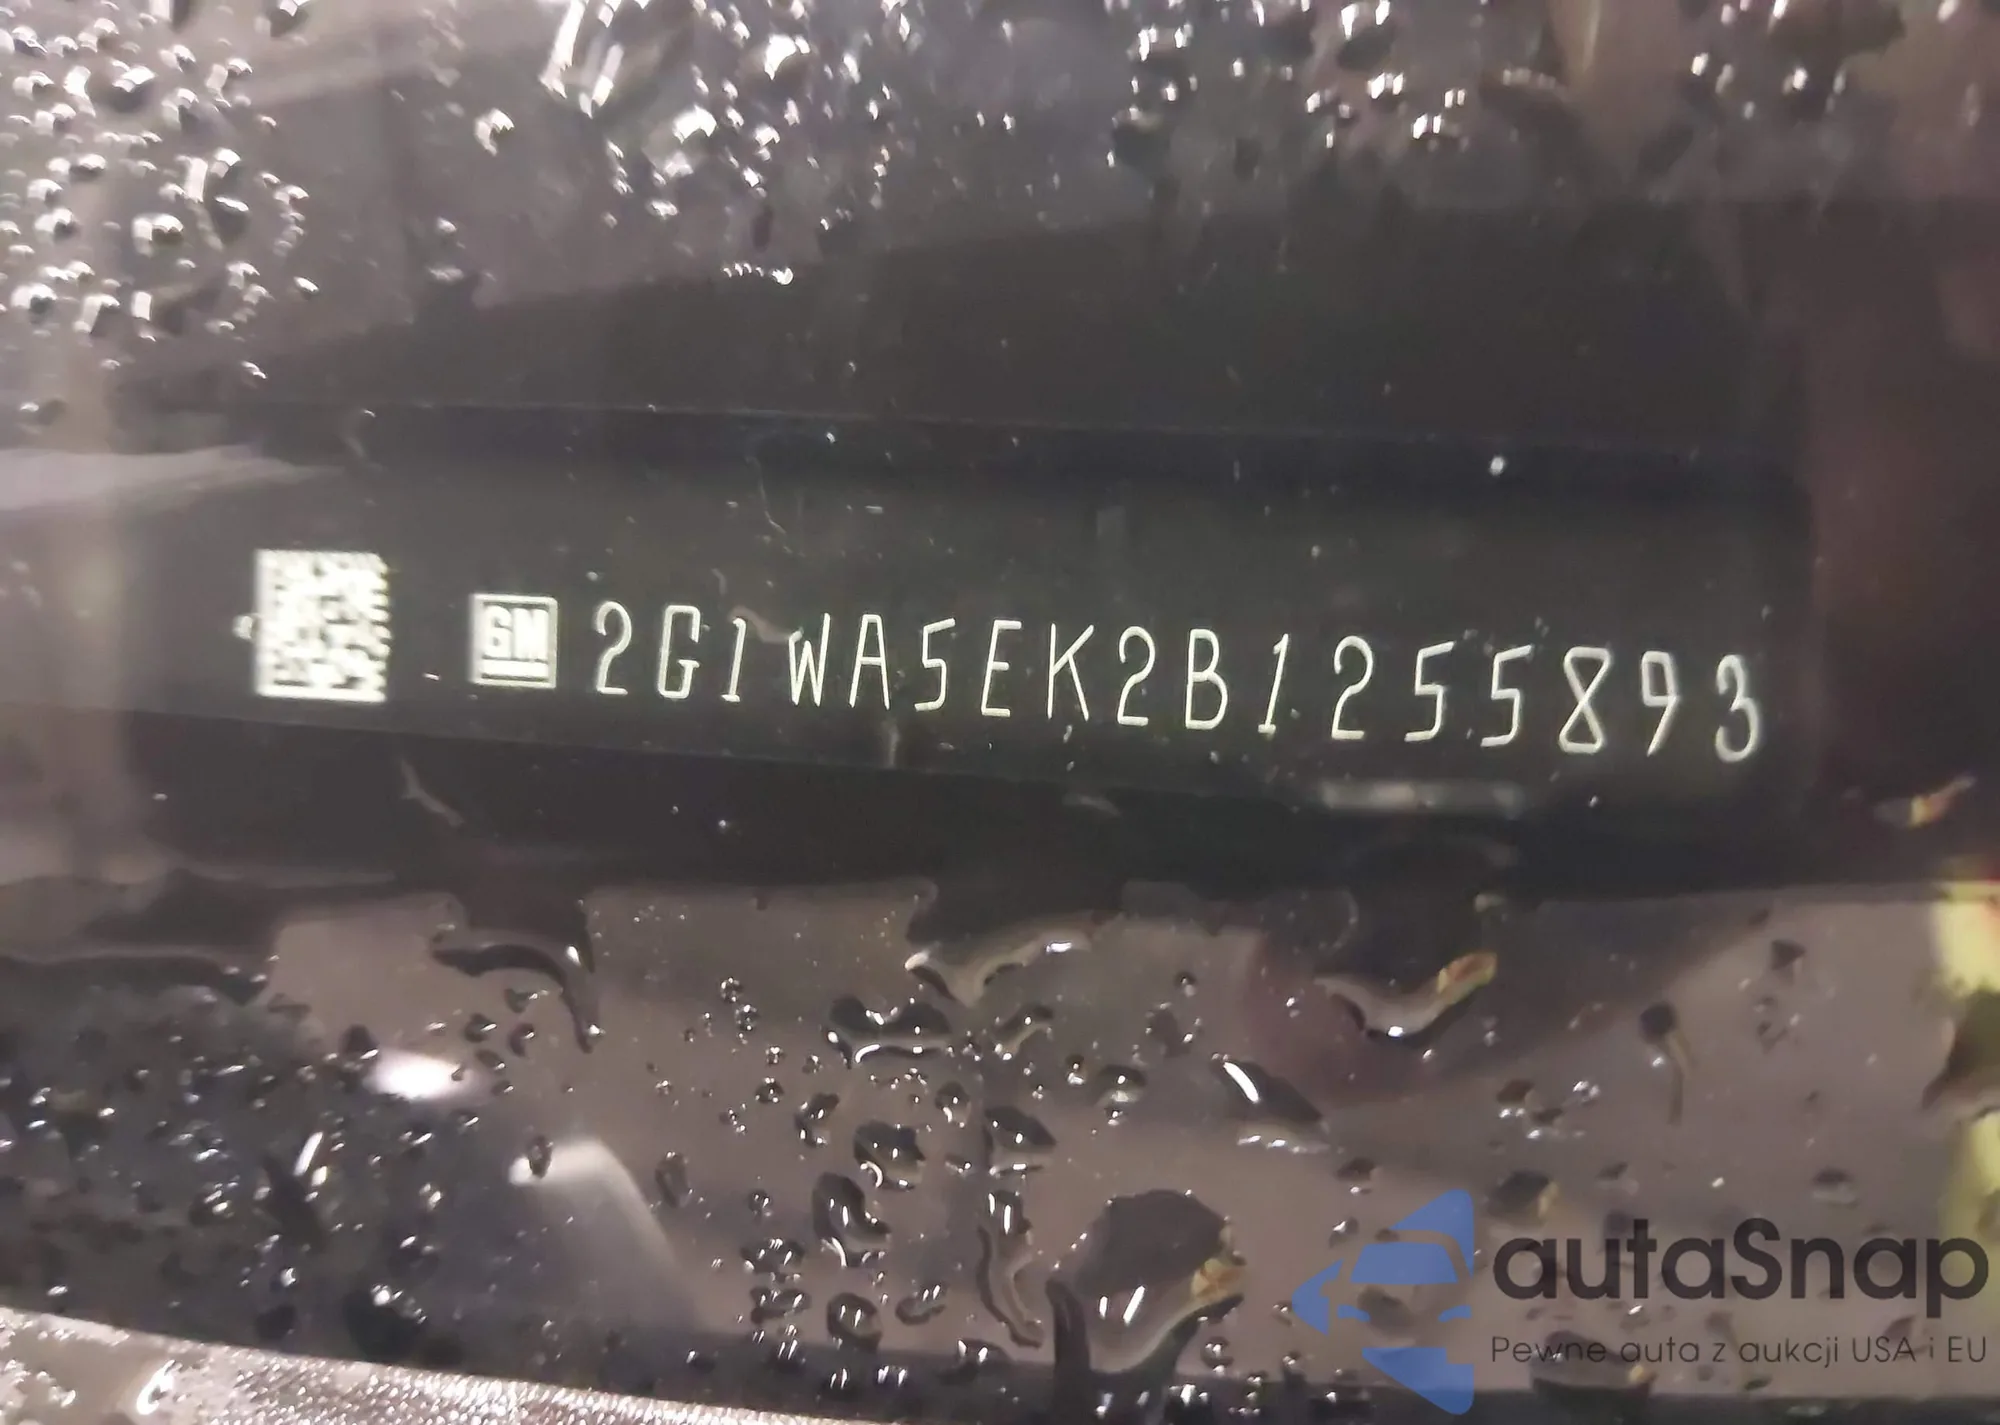 GM 2G1WA5EK2B1255893
autaSnap
Pewne auta z aukcji USA i EU